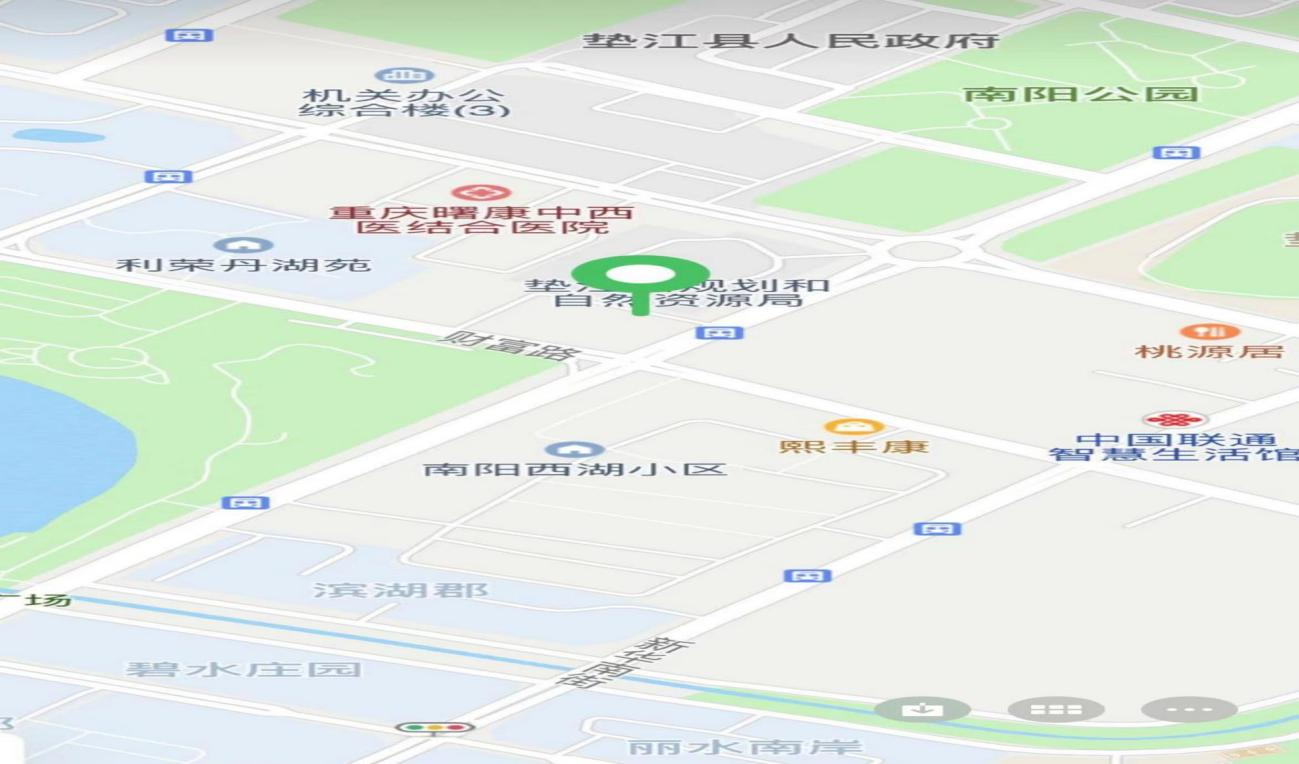 垫江县人民政府
南阳公园
机关办公
综合楼(3)
重庆曙康中西
医结合医院
利荣丹湖苑
垫江 规划和
自然 资源局
财富路
桃源居
中国联通
智慧生活馆
熙丰康
南阳西湖小区
滨湖郡
场
碧水庄园
丽水南岸